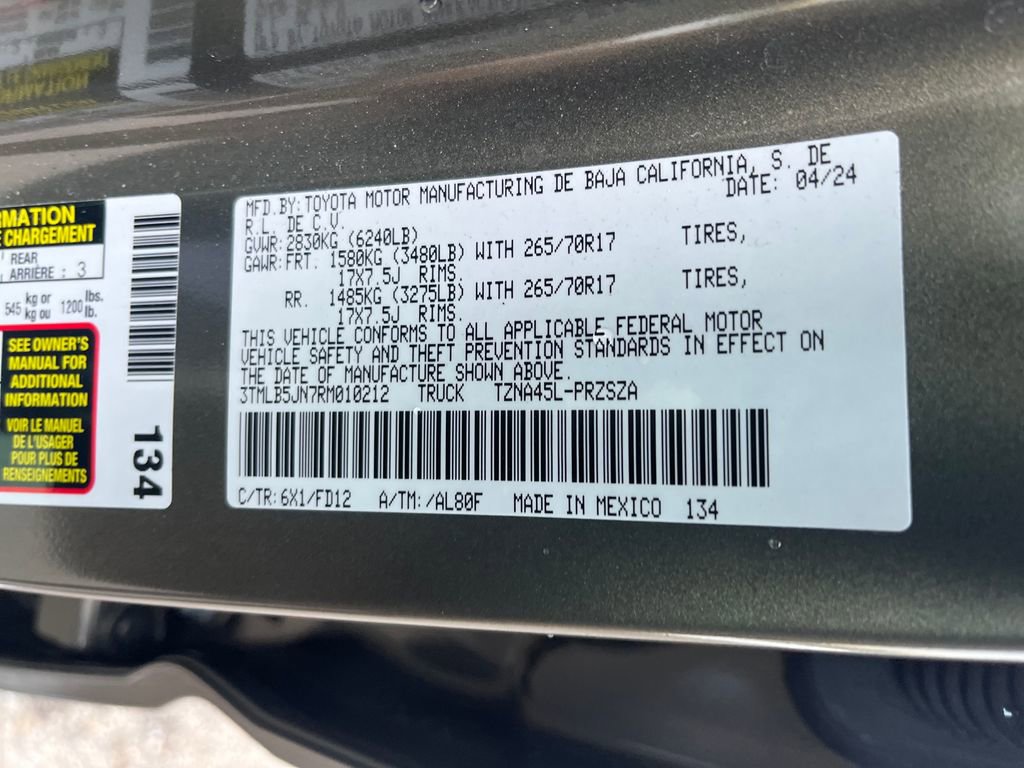 RMATION
E CHARGEMENT
REAR
ARRIÈRE : 3
545 kg or kg ou 1200 lbs. lb.
SEE OWNER'S
MANUAL FOR
ADDITIONAL
INFORMATION
VOIR LE MANUEL
DE L'USAGER
POUR PLUS DE
RENSEIGNEMENTS
134
MFD.BY:TOYOTA MOTOR MANUFACTURING DE BAJA CALIFORNIA, S. DE
R.L. DE C.V. DATE: 04/24
GVWR:2830KG (6240LB)
GAWR:FRT. 1580KG (3480LB) WITH 265/70R17 TIRES,
17X7.5J RIMS.
RR. 1485KG (3275LB) WITH 265/70R17 TIRES,
17X7.5J RIMS.
THIS VEHICLE CONFORMS TO ALL APPLICABLE FEDERAL MOTOR
VEHICLE SAFETY AND THEFT PREVENTION STANDARDS IN EFFECT ON
THE DATE OF MANUFACTURE SHOWN ABOVE.
3TMLB5JN7RM010212 TRUCK TZNA45L-PRZSZA
C/TR:6X1/FD12 A/TM:/AL80F MADE IN MEXICO 134